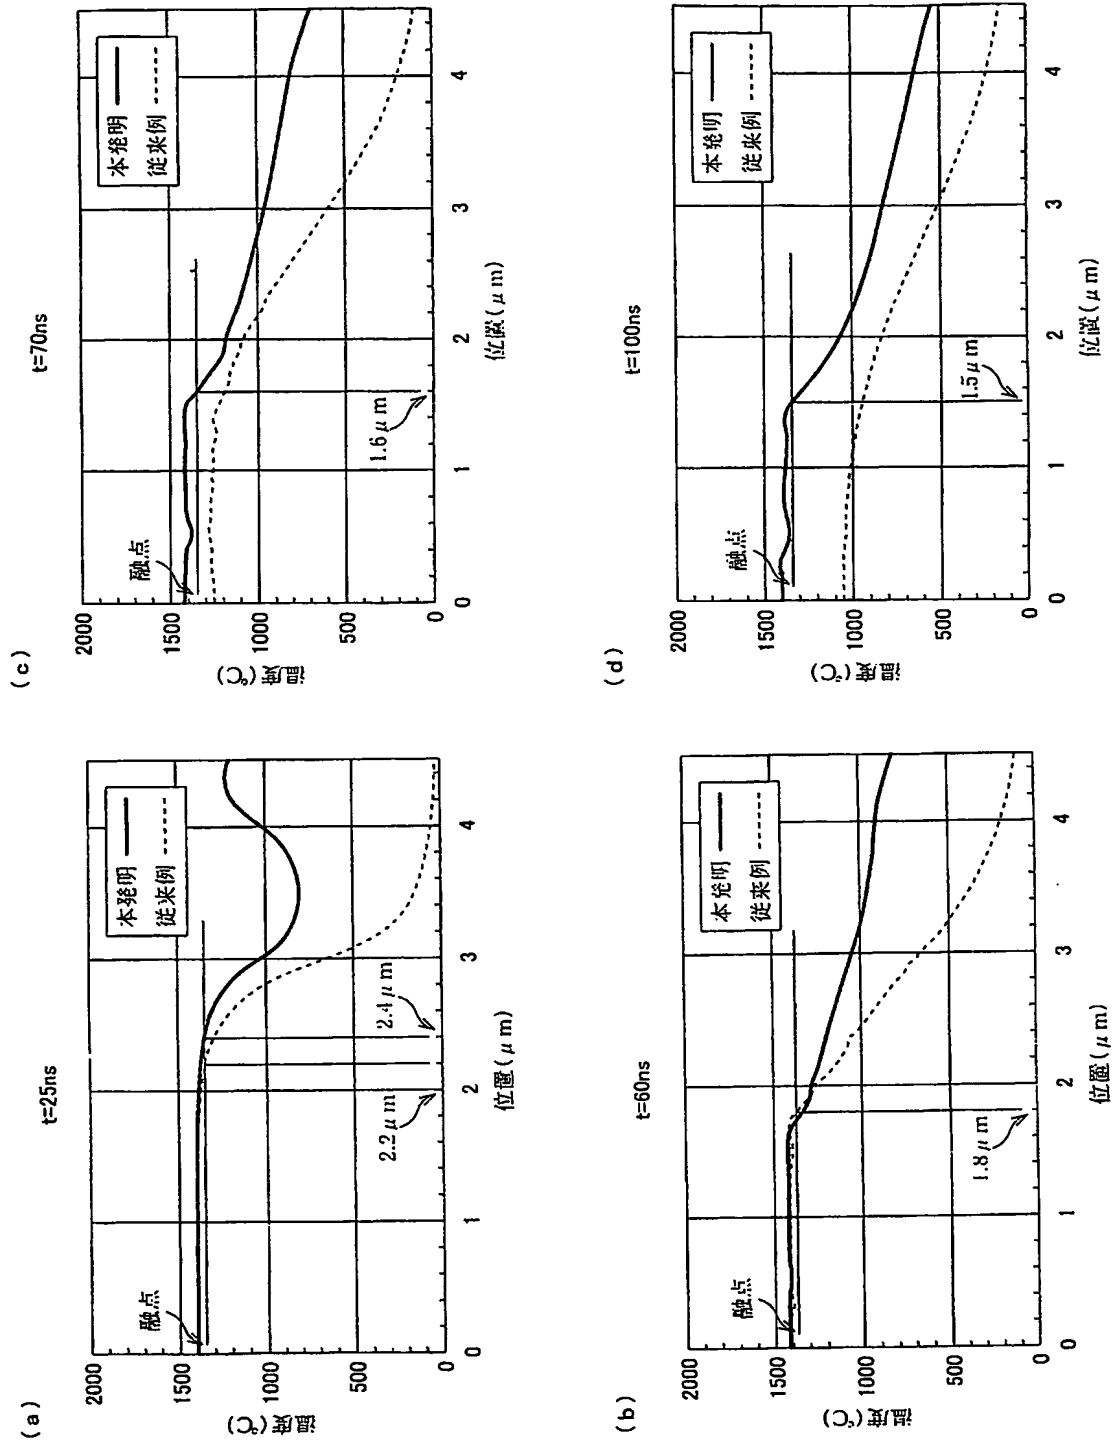 (a)
t=25ns
2000
1500
1000
500
0
温度(℃)
融点
本発明
従来例
2.2μm
2.4μm
0
1
2
3
4
位置(μm)
(b)
t=60ns
2000
1500
1000
500
0
温度(℃)
融点
本発明
従来例
1.8μm
0
1
2
3
4
位置(μm)
(c)
t=70ns
2000
1500
1000
500
0
温度(℃)
融点
本発明
従来例
1.6μm
0
1
2
3
4
位置(μm)
(d)
t=100ns
2000
1500
1000
500
0
温度(℃)
融点
本発明
従来例
1.5μm
0
1
2
3
4
位置(μm)